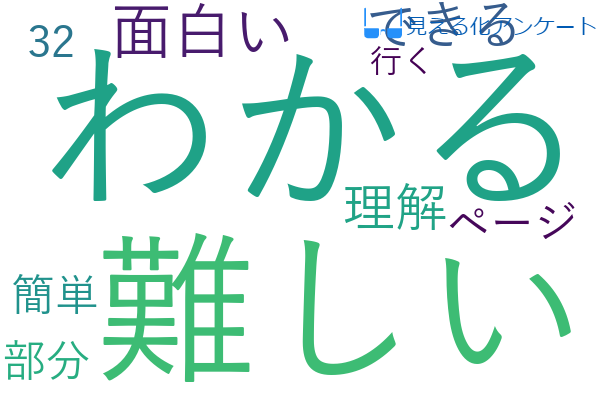 面白い
できる
見える化アンケート
32
行く
わかる
理解
ページ
難しい
簡単
部分